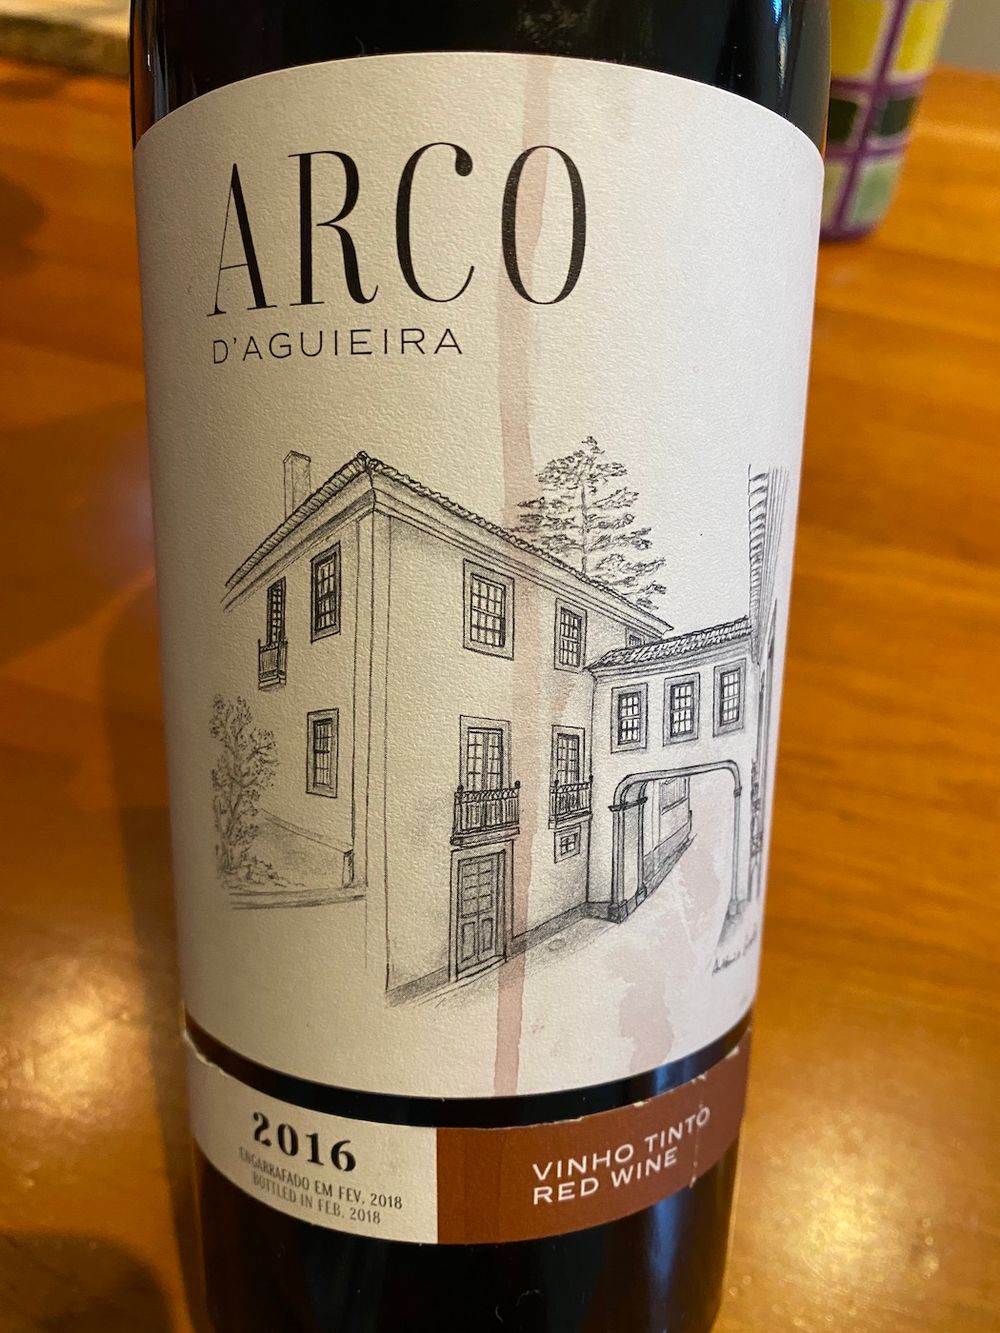 ARCO
D'AGUIEIRA
2016
ENGARRAFADO EM FEV. 2018
BOTTLED IN FEB. 2018
VINHO TINTO
RED WINE